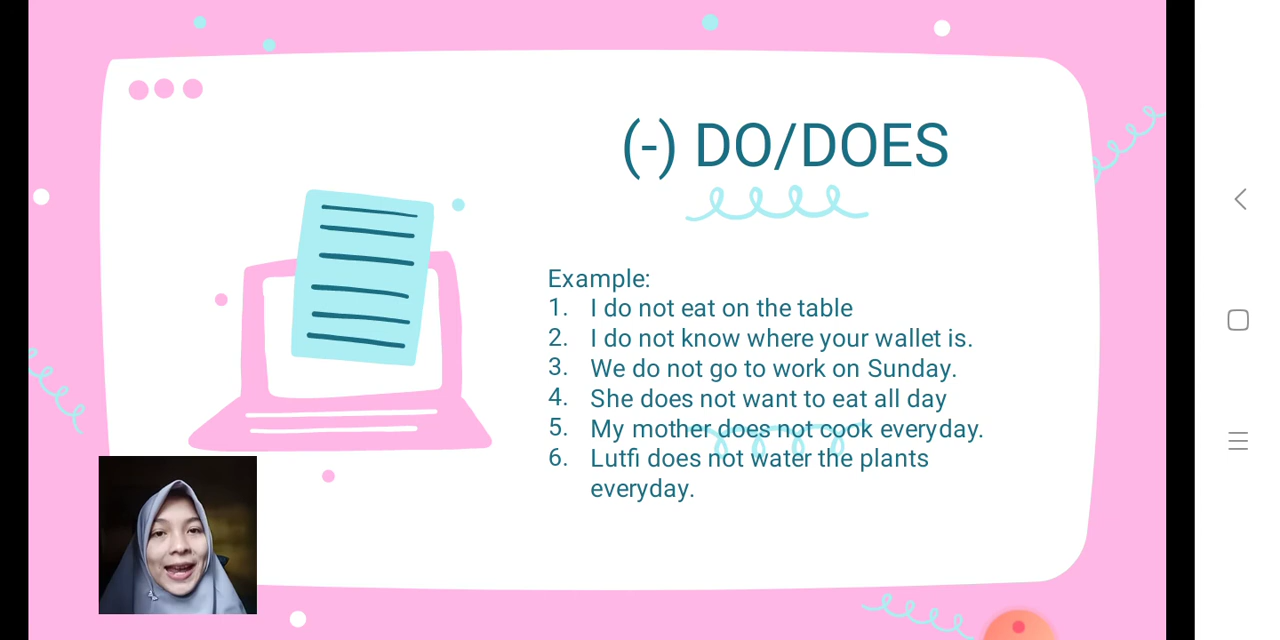 (-) DO/DOES
Example:
1. I do not eat on the table
2. I do not know where your wallet is.
3. We do not go to work on Sunday.
4. She does not want to eat all day
5. My mother does not cook everyday.
6. Lutfi does not water the plants
everyday.